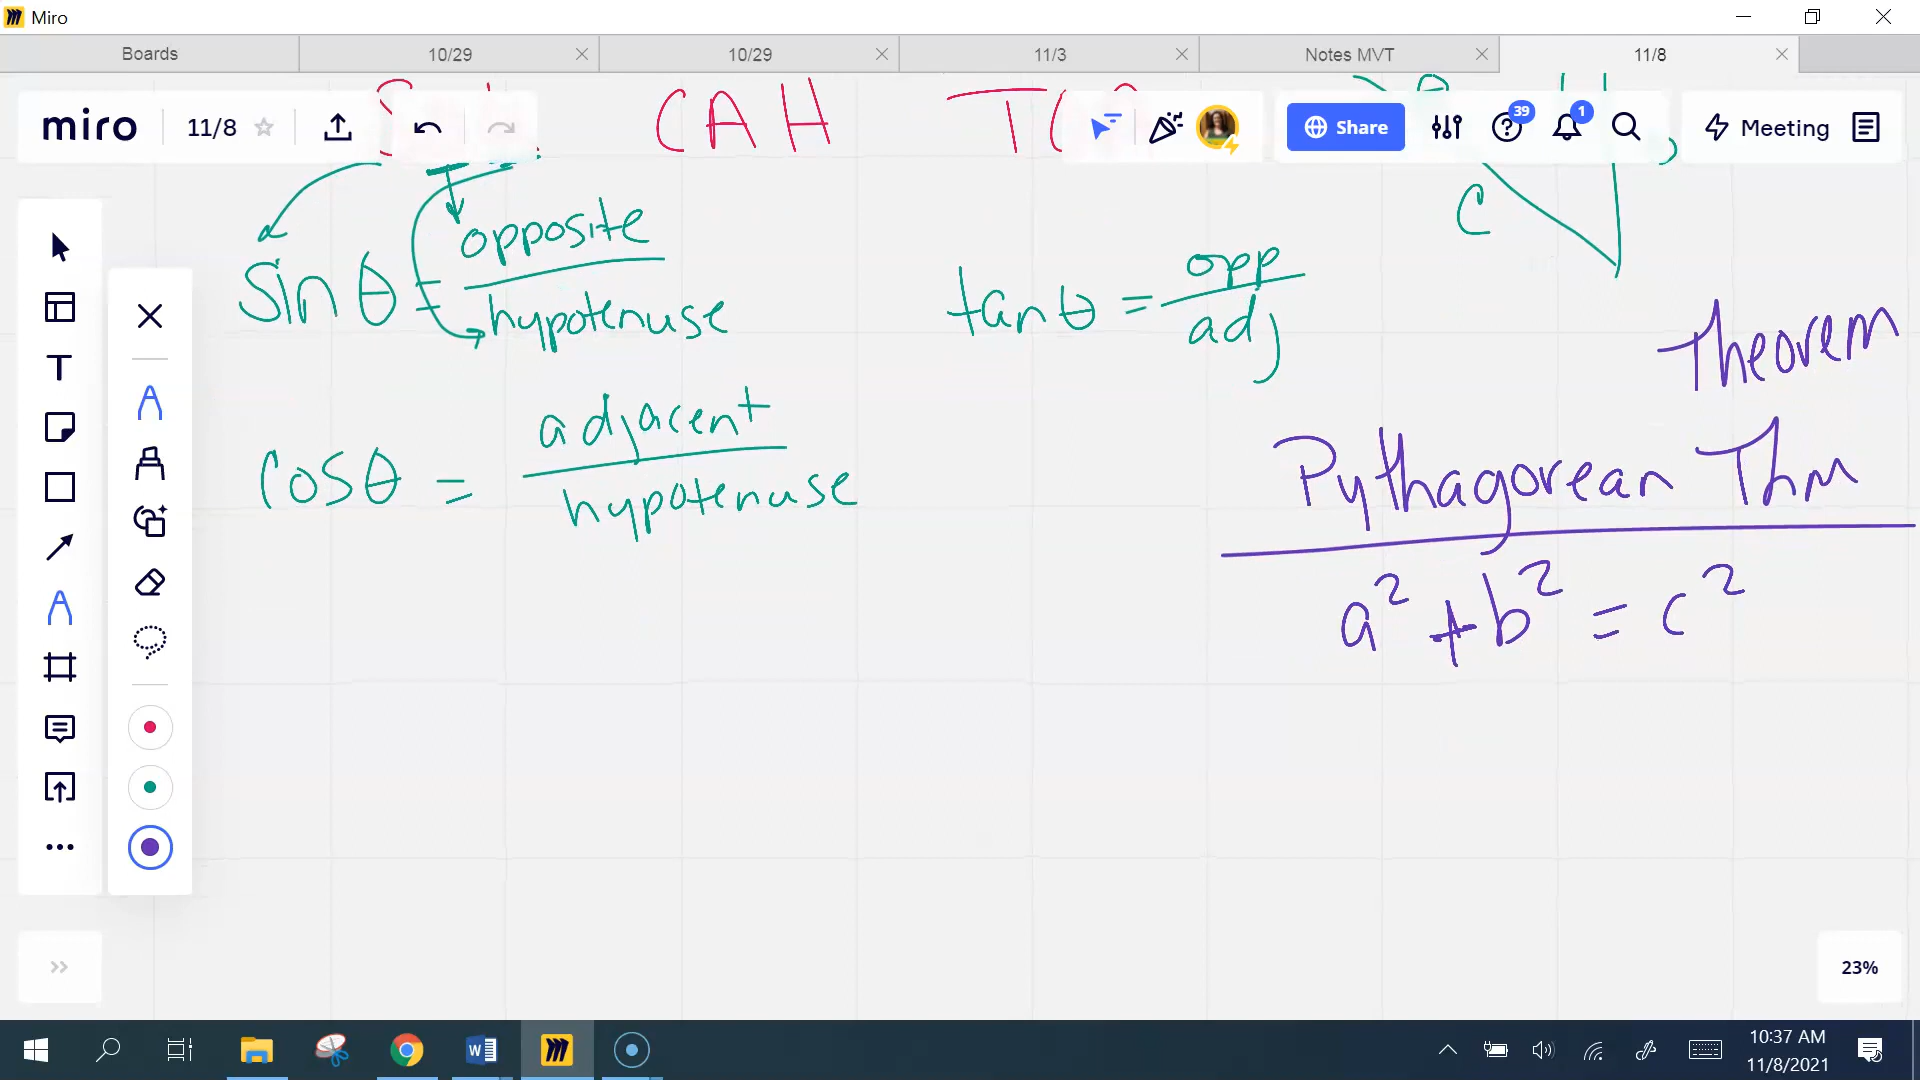 Miro
Boards
10/29
10/29
11/3
Notes MVT
11/8
CAH
miro
11/8
Share
39
1
Meeting
C
sin θ = opposite
hypotenuse
tan θ = opp
adj
Theorem
cos θ = adjacent
hypotenuse
Pythagorean Thm
a² + b² = c²
23%
10:37 AM
11/8/2021